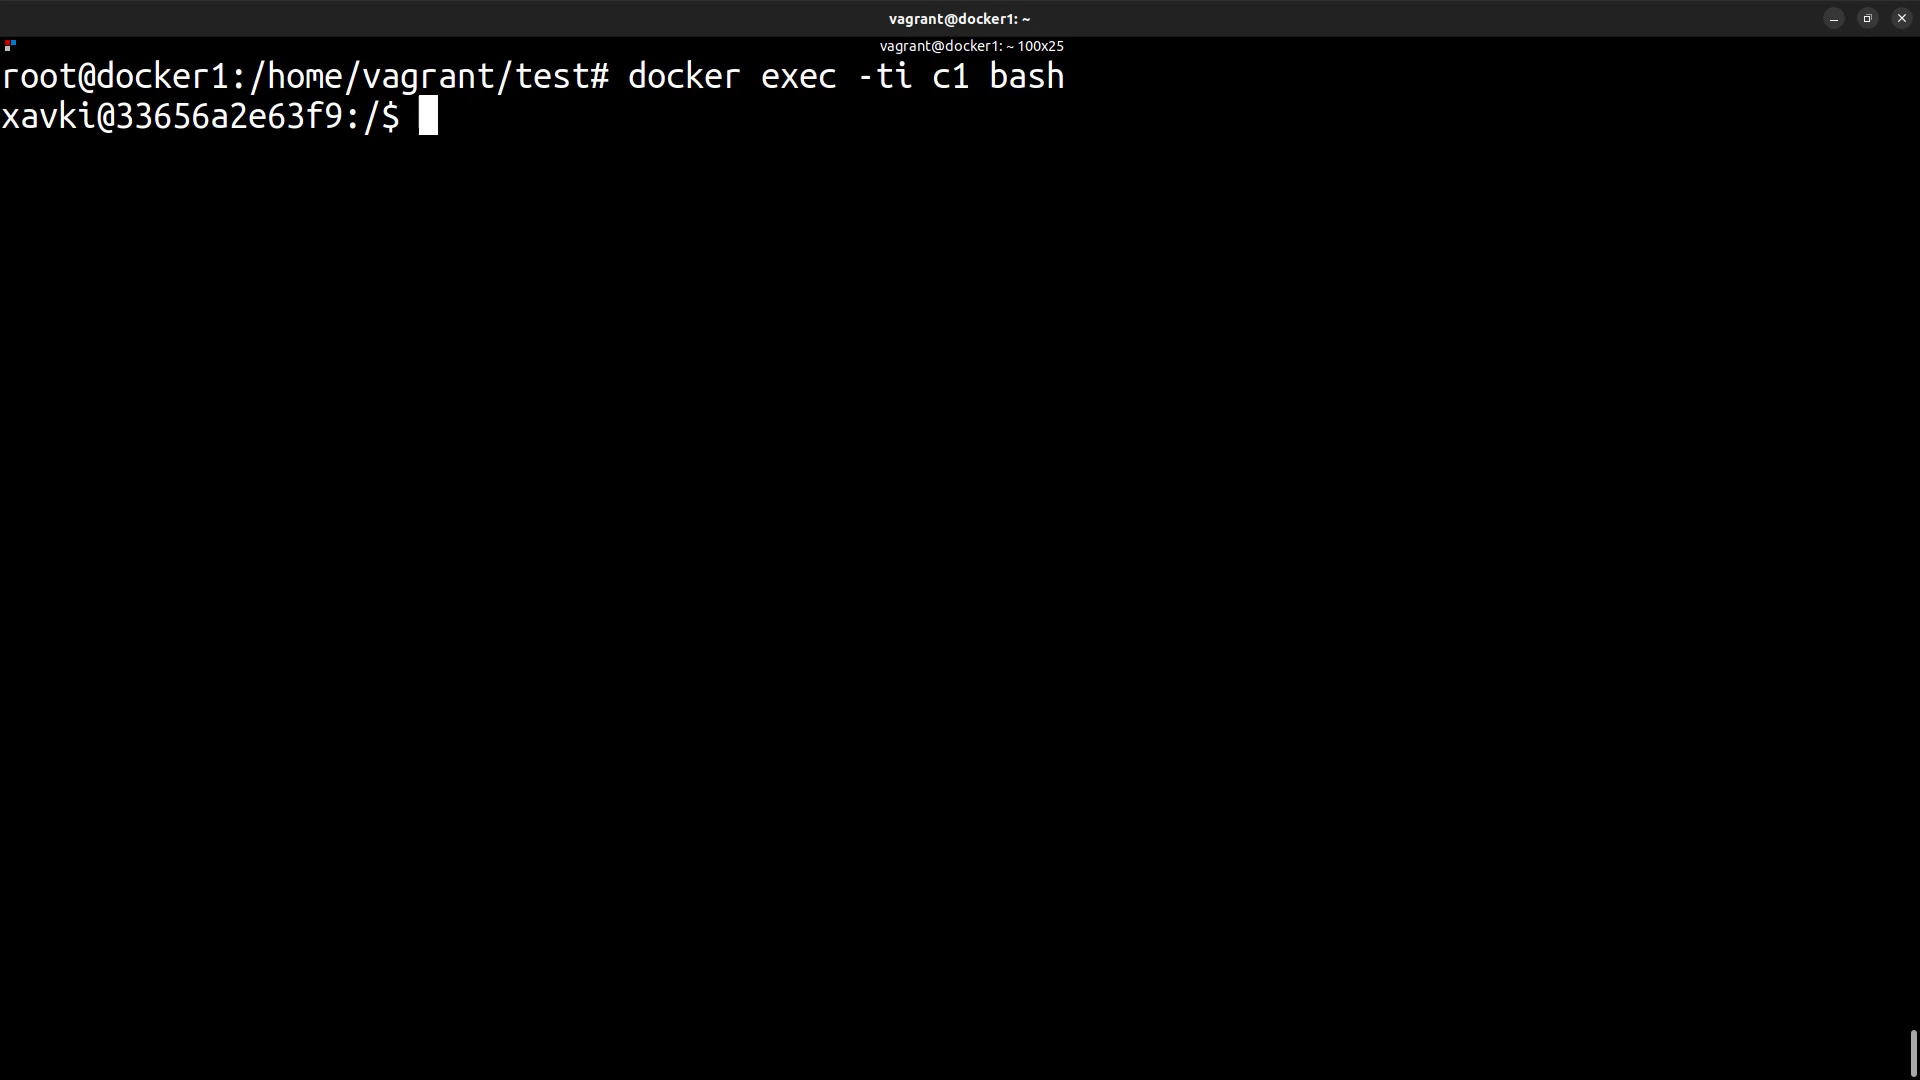 vagrant@docker1: ~
vagrant@docker1: ~ 100x25
root@docker1:/home/vagrant/test# docker exec -ti c1 bash
xavki@33656a2e63f9:/$